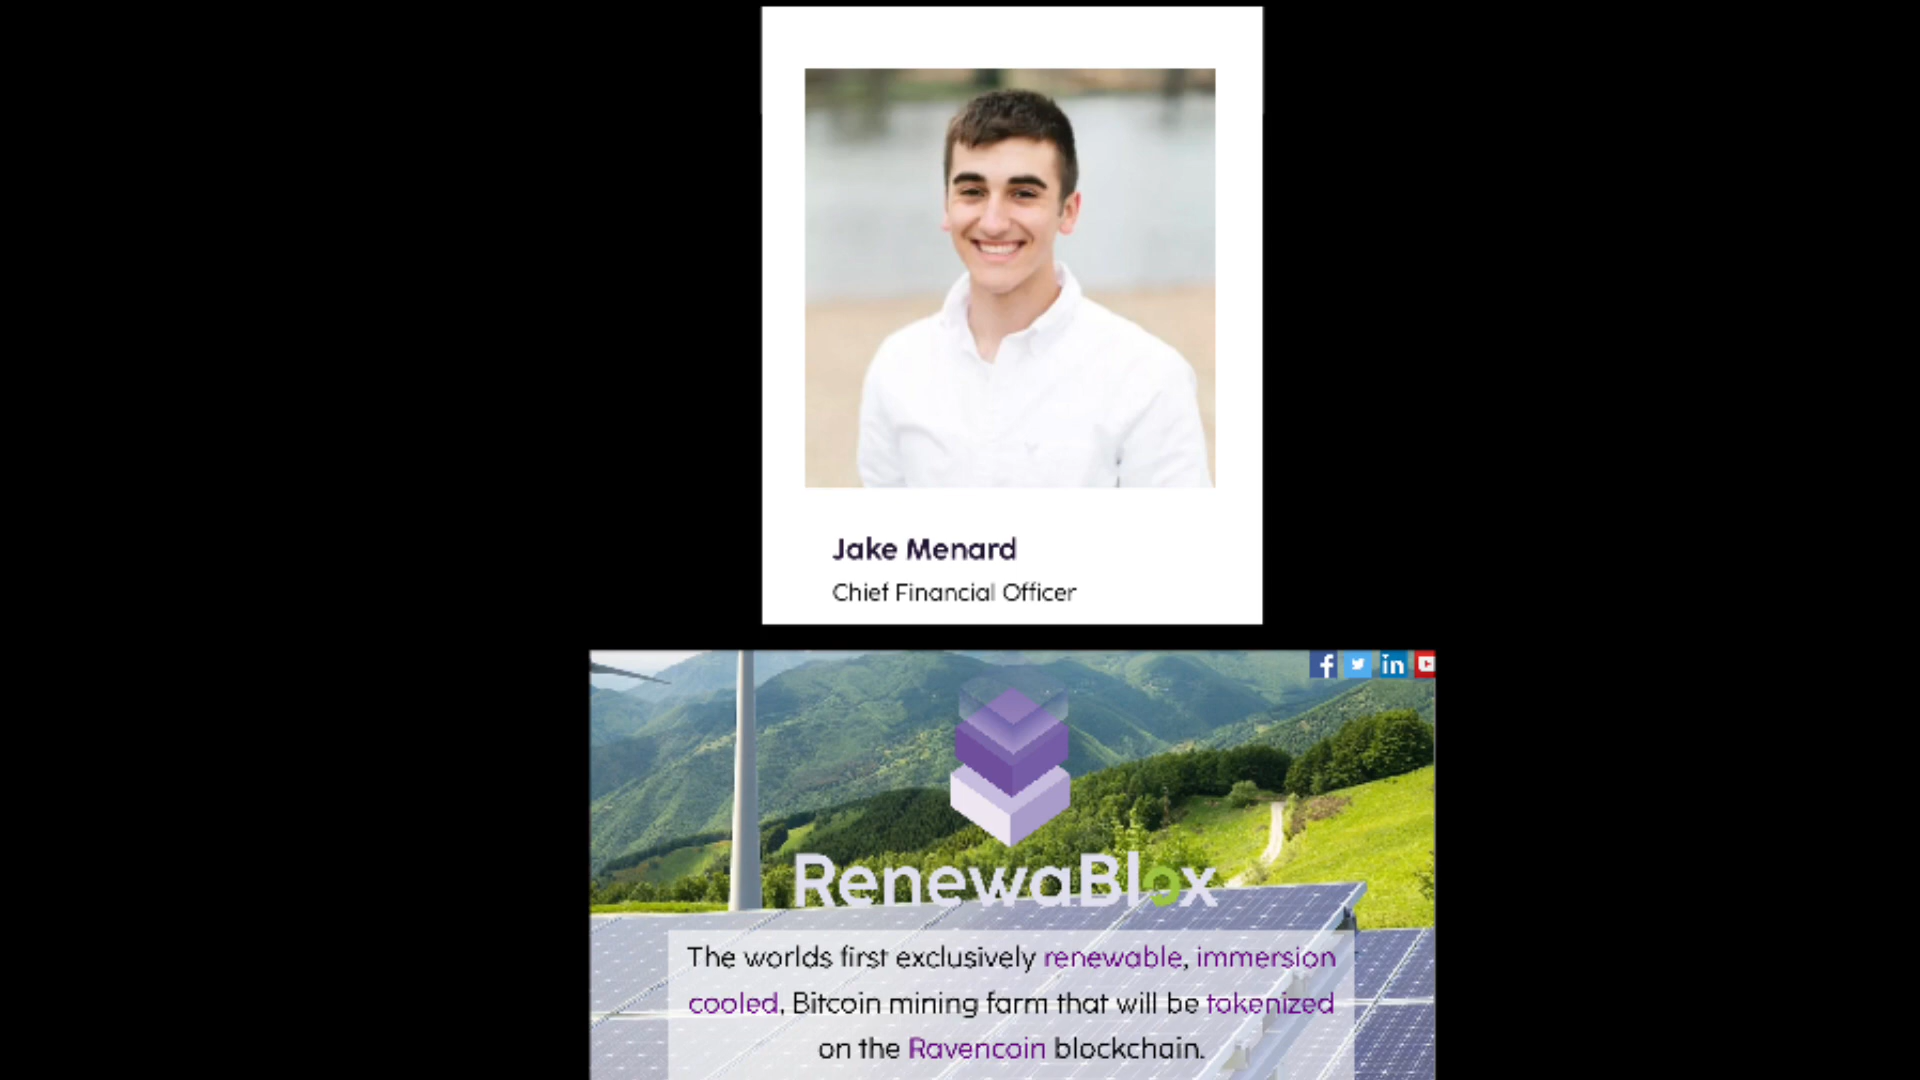 Jake Menard
Chief Financial Officer
RenewaBlox
The worlds first exclusively renewable, immersion
cooled, Bitcoin mining farm that will be tokenized
on the Ravencoin blockchain.